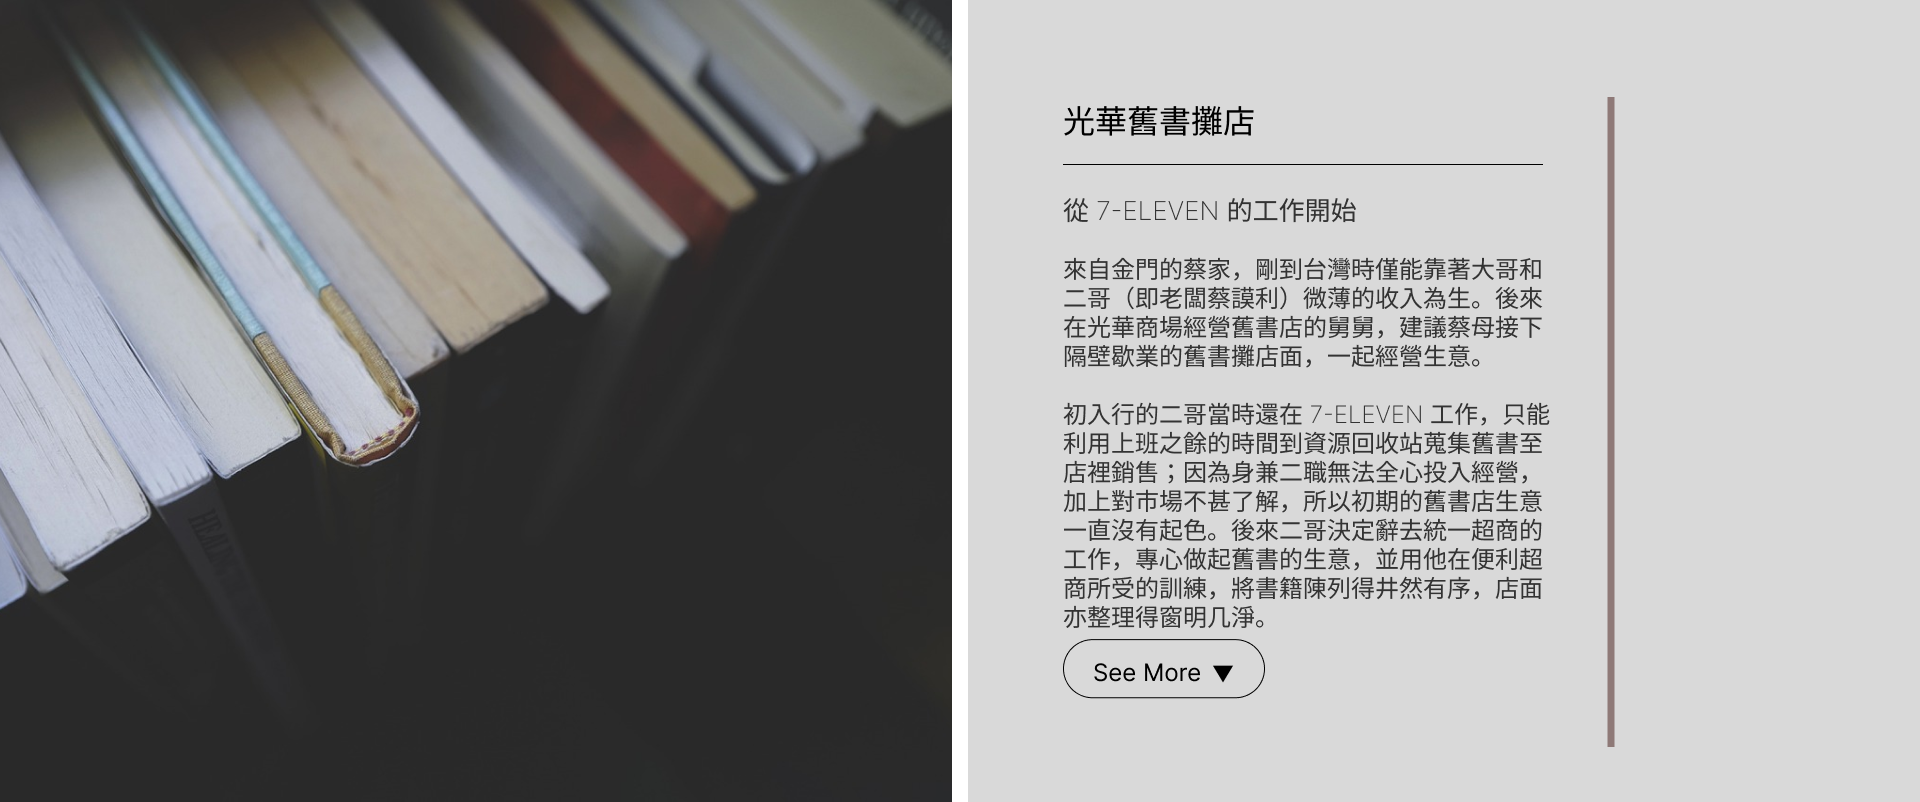 光華舊書攤店
從 7-ELEVEN 的工作開始
來自金門的蔡家，剛到台灣時僅能靠著大哥和
二哥（即老闆蔡謨利）微薄的收入為生。後來
在光華商場經營舊書店的舅舅，建議蔡母接下
隔壁歇業的舊書攤店面，一起經營生意。
初入行的二哥當時還在 7-ELEVEN 工作，只能
利用上班之餘的時間到資源回收站蒐集舊書至
店裡銷售；因為身兼二職無法全心投入經營，
加上對市場不甚了解，所以初期的舊書店生意
一直沒有起色。後來二哥決定辭去統一超商的
工作，專心做起舊書的生意，並用他在便利超
商所受的訓練，將書籍陳列得井然有序，店面
亦整理得窗明几淨。
See More ▼